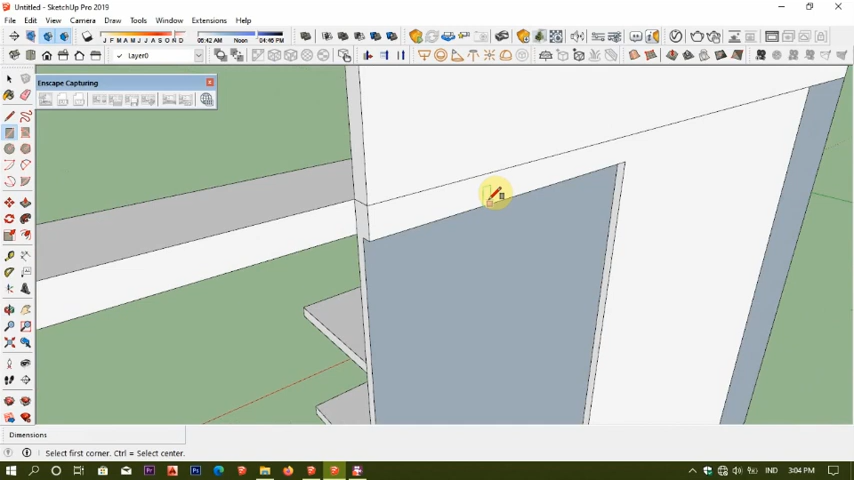 Untitled - SketchUp Pro 2019
File Edit View Camera Draw Tools Window Extensions Help
J F M A M J J A S O N D
06:42 AM Noon 04:46 PM
Layer0
Enscape Capturing
Dimensions
Select first corner. Ctrl = Select center.
IND 3:04 PM